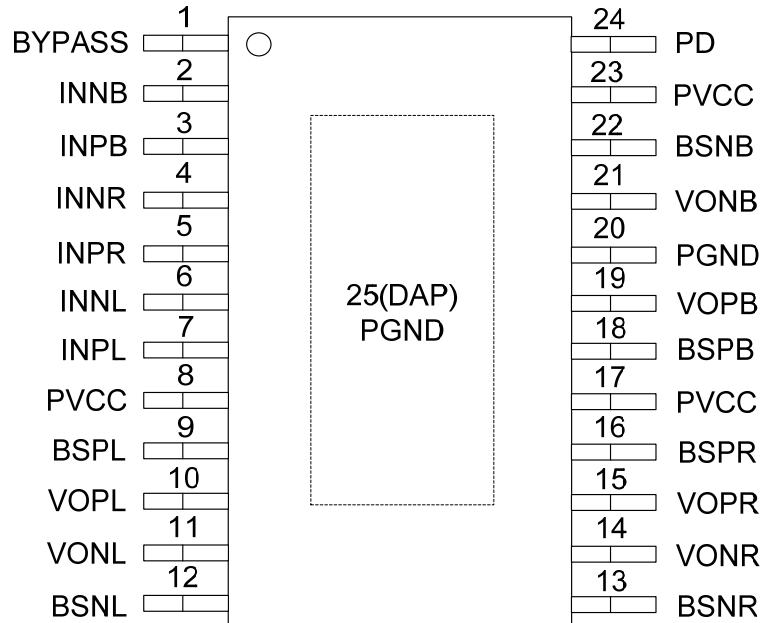 1 24
BYPASS PD
2 23
INNB PVCC
3 22
INPB BSNB
4 21
INNR VONB
5 20
INPR PGND
6 19
INNL VOPB
25(DAP)
PGND
7 18
INPL BSPB
8 17
PVCC PVCC
9 16
BSPL BSPR
10 15
VOPL VOPR
11 14
VONL VONR
12 13
BSNL BSNR